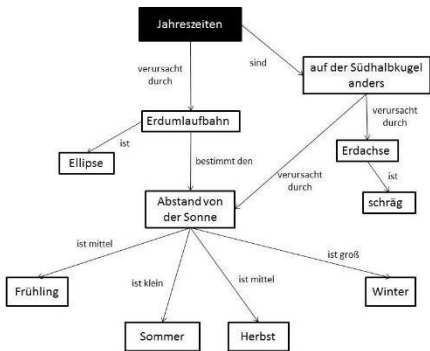 Jahreszeiten
verursacht
durch
sind
auf der Südhalbkugel
anders
Erdumlaufbahn
verursacht
durch
ist
Ellipse
bestimmt den
Erdachse
verursacht
durch
ist
schräg
Abstand von
der Sonne
ist mittel
ist groß
ist klein
ist mittel
Frühling
Winter
Sommer
Herbst